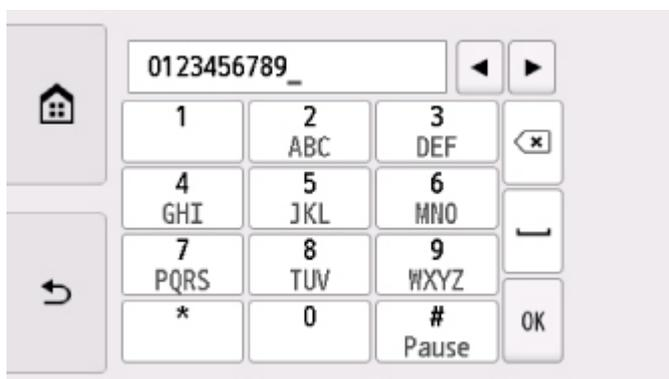 0123456789_
1 2 3
ABC DEF
4 5 6
GHI JKL MNO
7 8 9
PQRS TUV WXYZ
* 0 # OK
Pause